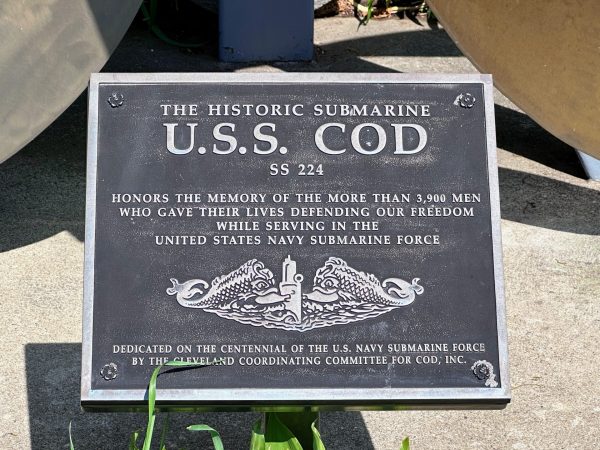 THE HISTORIC SUBMARINE
U.S.S. COD
SS 224
HONORS THE MEMORY OF THE MORE THAN 3,900 MEN
WHO GAVE THEIR LIVES DEFENDING OUR FREEDOM
WHILE SERVING IN THE
UNITED STATES NAVY SUBMARINE FORCE
DEDICATED ON THE CENTENNIAL OF THE U.S. NAVY SUBMARINE FORCE
BY THE CLEVELAND COORDINATING COMMITTEE FOR COD, INC.